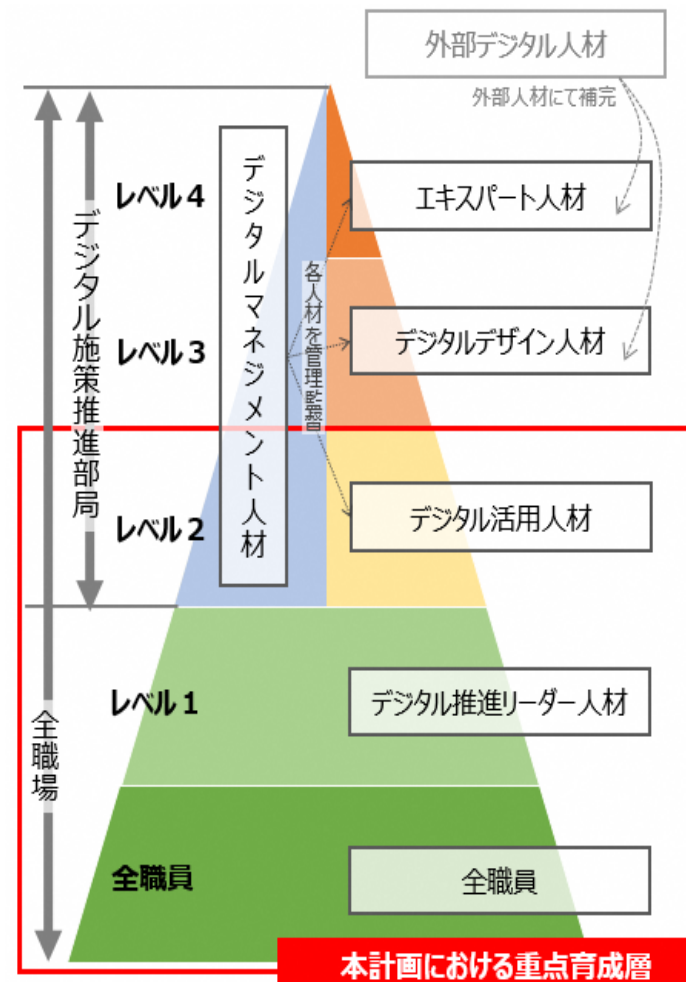 外部デジタル人材
外部人材にて補完
レベル４
エキスパート人材
デジタルマネジメント人材
各人材を管理監督
デジタル施策推進部局
レベル３
デジタルデザイン人材
レベル２
デジタル活用人材
レベル１
デジタル推進リーダー人材
全職場
全職員
全職員
本計画における重点育成層